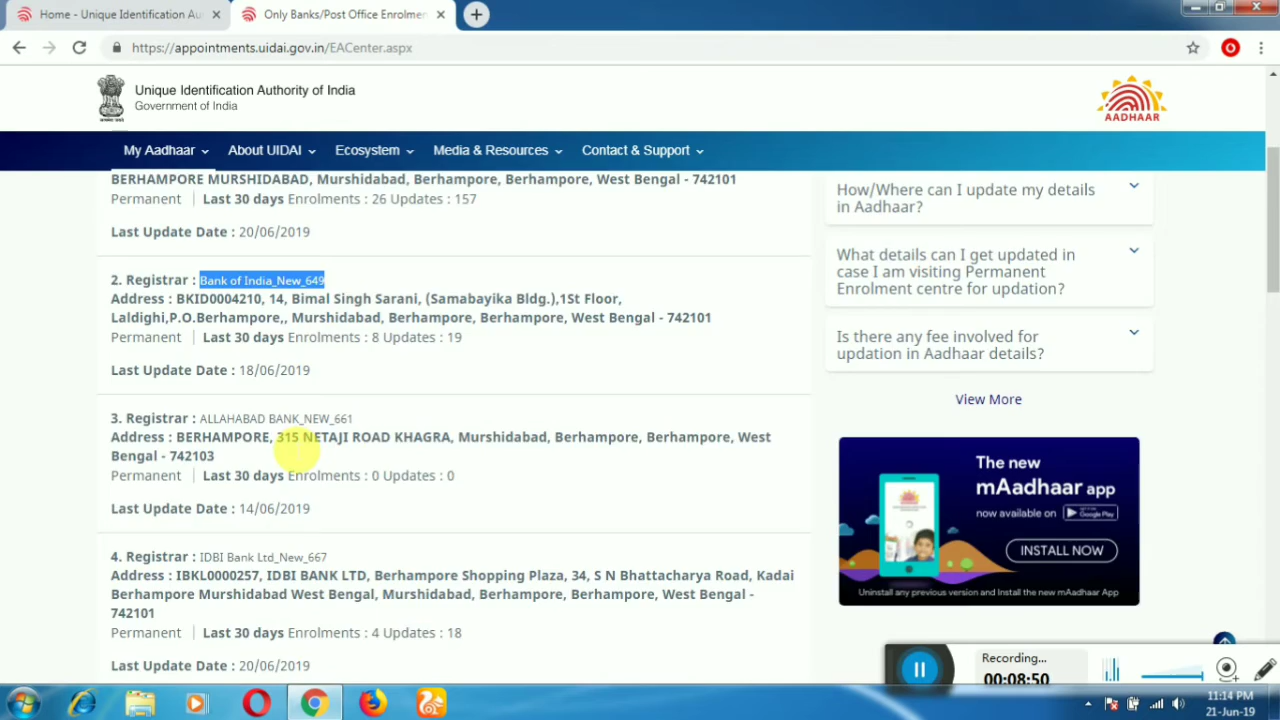 Home - Unique Identification Au
Only Banks/Post Office Enrolmen
https://appointments.uidai.gov.in/EACenter.aspx
Unique Identification Authority of India
Government of India
AADHAAR
My Aadhaar
About UIDAI
Ecosystem
Media & Resources
Contact & Support
BERHAMPORE MURSHIDABAD, Murshidabad, Berhampore, Berhampore, West Bengal - 742101
Permanent
Last 30 days Enrolments : 26 Updates : 157
Last Update Date : 20/06/2019
2. Registrar : Bank of India_New_649
Address : BKID0004210, 14, Bimal Singh Sarani, (Samabayika Bldg.),1St Floor,
Laldighi,P.O.Berhampore,, Murshidabad, Berhampore, Berhampore, West Bengal - 742101
Permanent
Last 30 days Enrolments : 8 Updates : 19
Last Update Date : 18/06/2019
3. Registrar : ALLAHABAD BANK_NEW_661
Address : BERHAMPORE, 315 NETAJI ROAD KHAGRA, Murshidabad, Berhampore, Berhampore, West
Bengal - 742103
Permanent
Last 30 days Enrolments : 0 Updates : 0
Last Update Date : 14/06/2019
4. Registrar : IDBI Bank Ltd_New_667
Address : IBKL0000257, IDBI BANK LTD, Berhampore Shopping Plaza, 34, S N Bhattacharya Road, Kadai
Berhampore Murshidabad West Bengal, Murshidabad, Berhampore, Berhampore, West Bengal -
742101
Permanent
Last 30 days Enrolments : 4 Updates : 18
Last Update Date : 20/06/2019
How/Where can I update my details
in Aadhaar?
What details can I get updated in
case I am visiting Permanent
Enrolment centre for updation?
Is there any fee involved for
updation in Aadhaar details?
View More
The new
mAadhaar app
now available on Google Play
INSTALL NOW
Uninstall any previous version and Install the new mAadhaar App
Recording...
00:08:50
11:14 PM
21-Jun-19